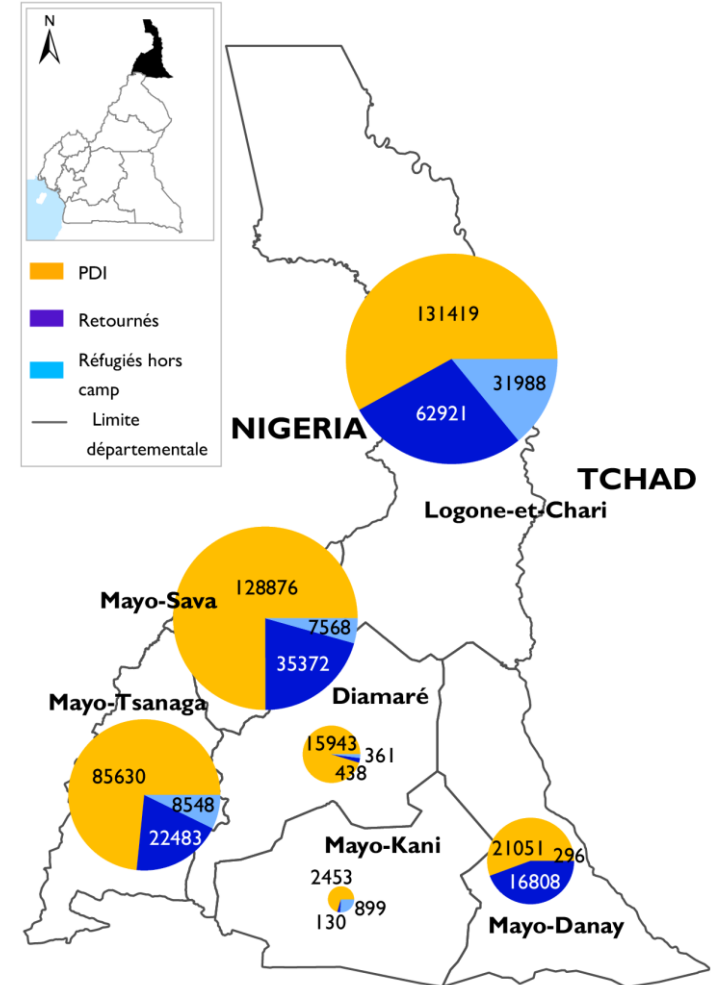 N
PDI
Retournés
Réfugiés hors
camp
Limite
départementale
131419
31988
62921
NIGERIA
TCHAD
Logone-et-Chari
128876
Mayo-Sava
7568
35372
Mayo-Tsanaga
Diamaré
15943
361
438
85630
8548
22483
Mayo-Kani
2453
899
130
21051
296
16808
Mayo-Danay